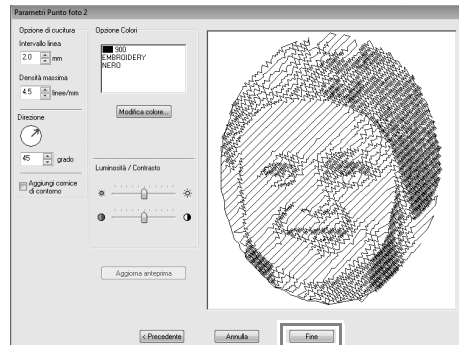 Parametri Punto foto 2
Opzione di cucitura
Intervallo linea
2.0 mm
Densità massima
4.5 linee/mm
Direzione
45 grado
Aggiungi cornice
di contorno
Opzione Colori
900
EMBROIDERY
NERO
Modifica colore...
Luminosità / Contrasto
Aggiorna anteprima
< Precedente
Annulla
Fine